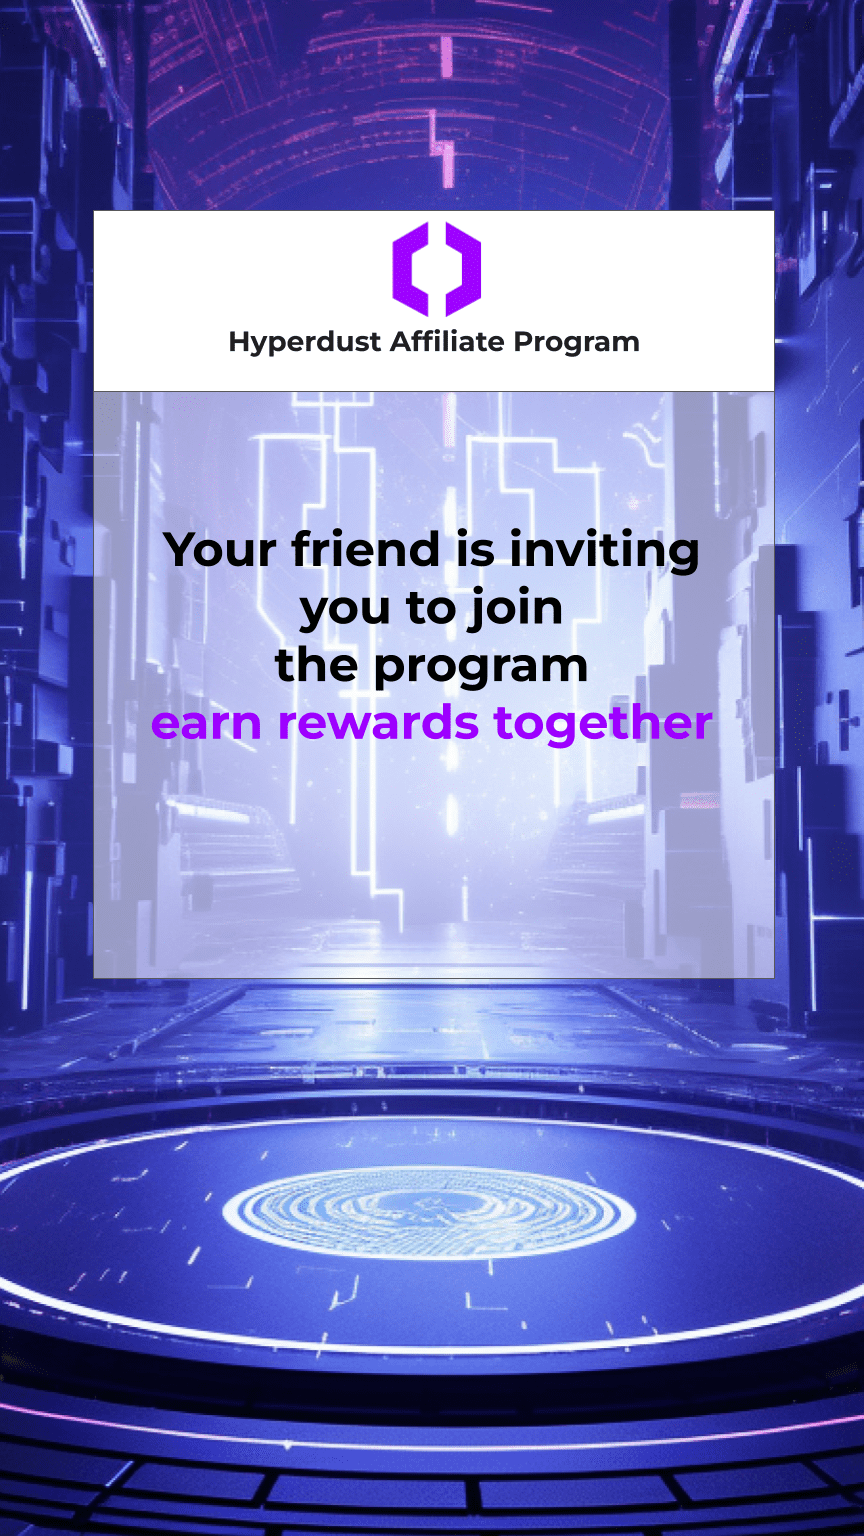 Hyperdust Affiliate Program
Your friend is inviting
you to join
the program
earn rewards together